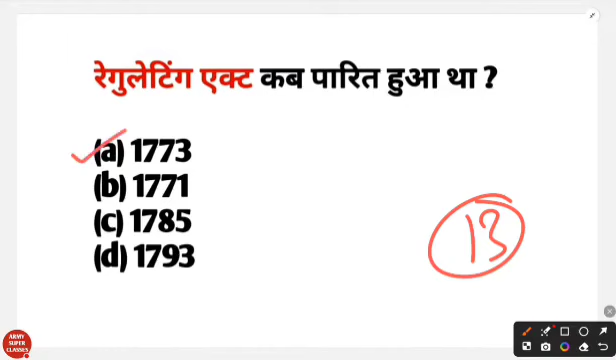 रेगुलेटिंग एक्ट कब पारित हुआ था ?
(a) 1773
(b) 1771
(c) 1785
(d) 1793
13
ARMY
SUPER
CLASSES